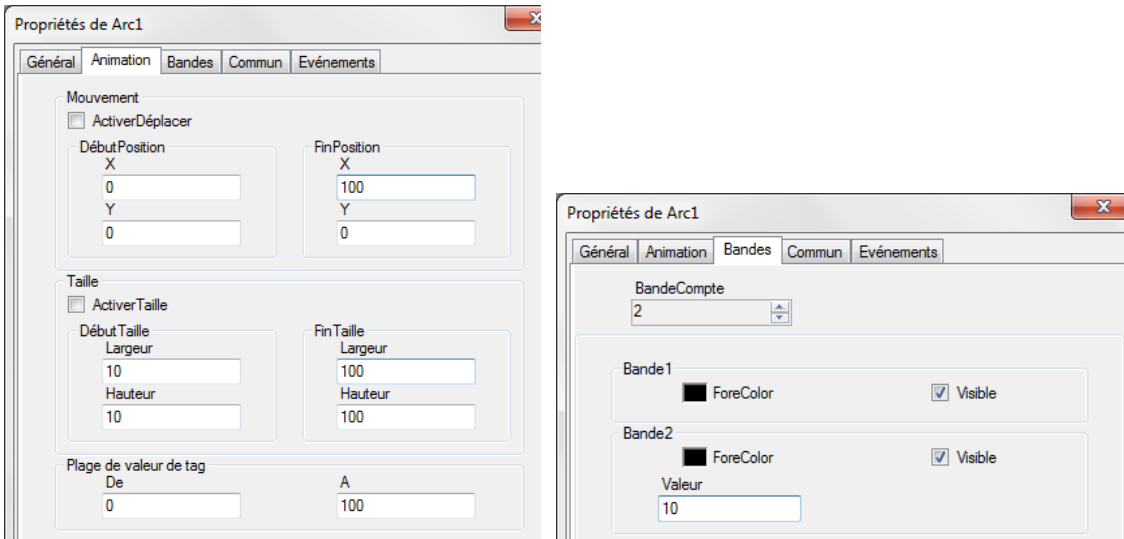 Propriétés de Arc1
Général Animation Bandes Commun Evénements
Mouvement
ActiverDéplacer
DébutPosition FinPosition
X X
0 100
Y Y
0 0
Taille
ActiverTaille
DébutTaille FinTaille
Largeur Largeur
10 100
Hauteur Hauteur
10 100
Plage de valeur de tag
De A
0 100
Propriétés de Arc1
Général Animation Bandes Commun Evénements
BandeCompte
2
Bande1
ForeColor Visible
Bande2
ForeColor Visible
Valeur
10